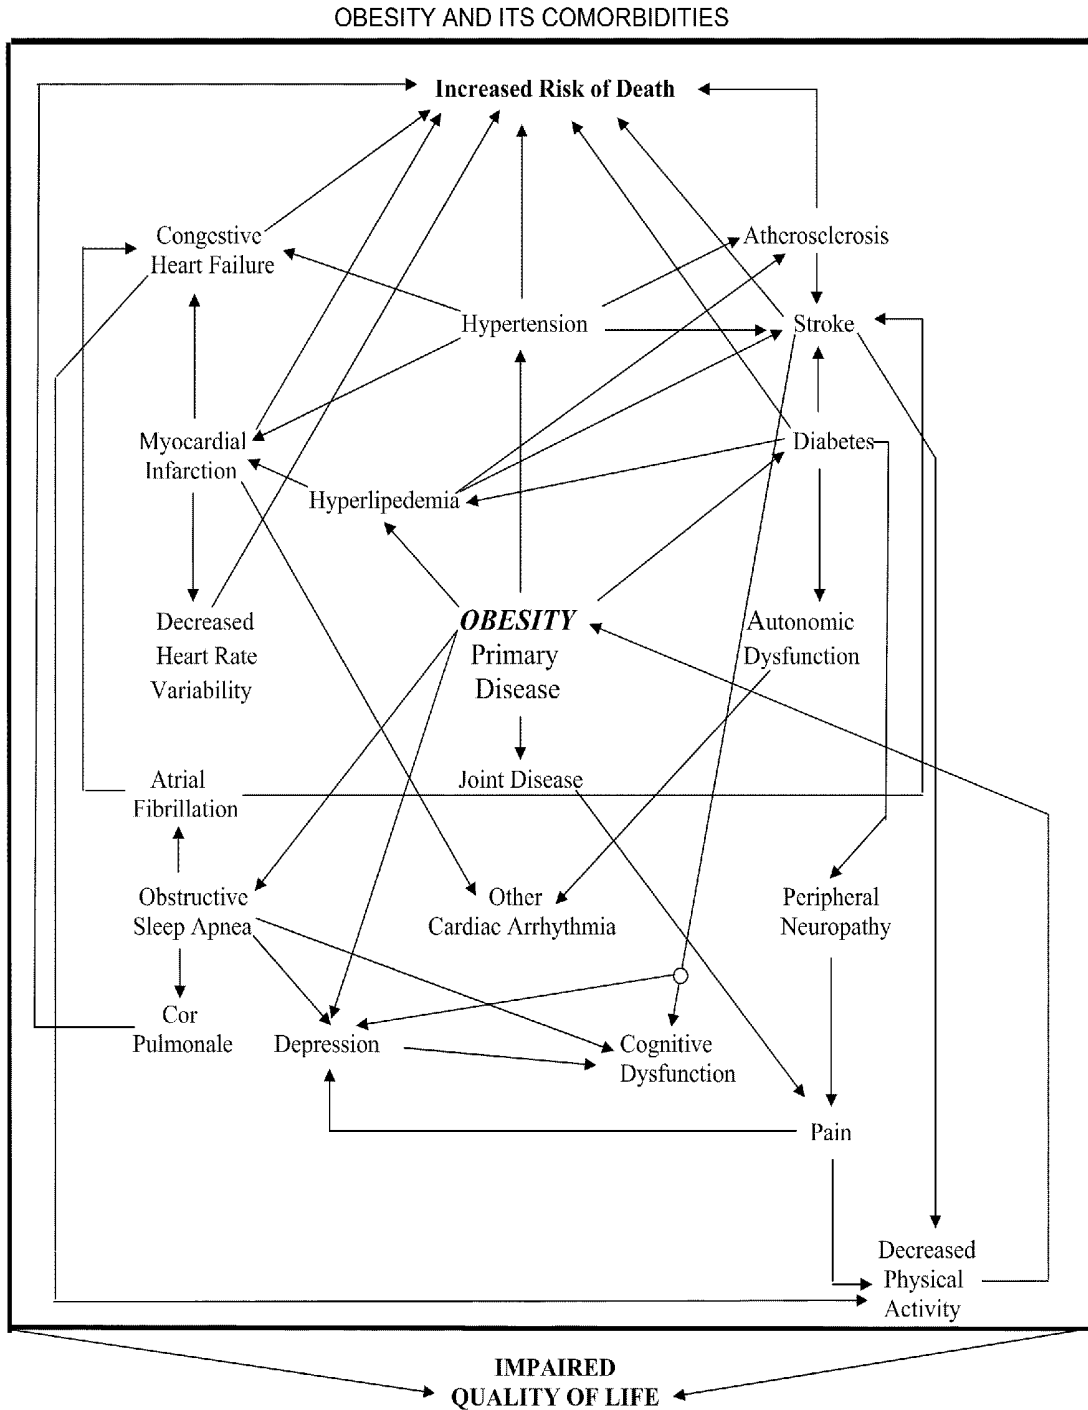 OBESITY AND ITS COMORBIDITIES
Increased Risk of Death
Congestive
Heart Failure
Atherosclerosis
Hypertension
Stroke
Myocardial
Infarction
Diabetes
Hyperlipedemia
Decreased
Heart Rate
Variability
OBESITY
Primary
Disease
Autonomic
Dysfunction
Atrial
Fibrillation
Joint Disease
Obstructive
Sleep Apnea
Other
Cardiac Arrhythmia
Peripheral
Neuropathy
Cor
Pulmonale
Depression
Cognitive
Dysfunction
Pain
Decreased
Physical
Activity
IMPAIRED
QUALITY OF LIFE